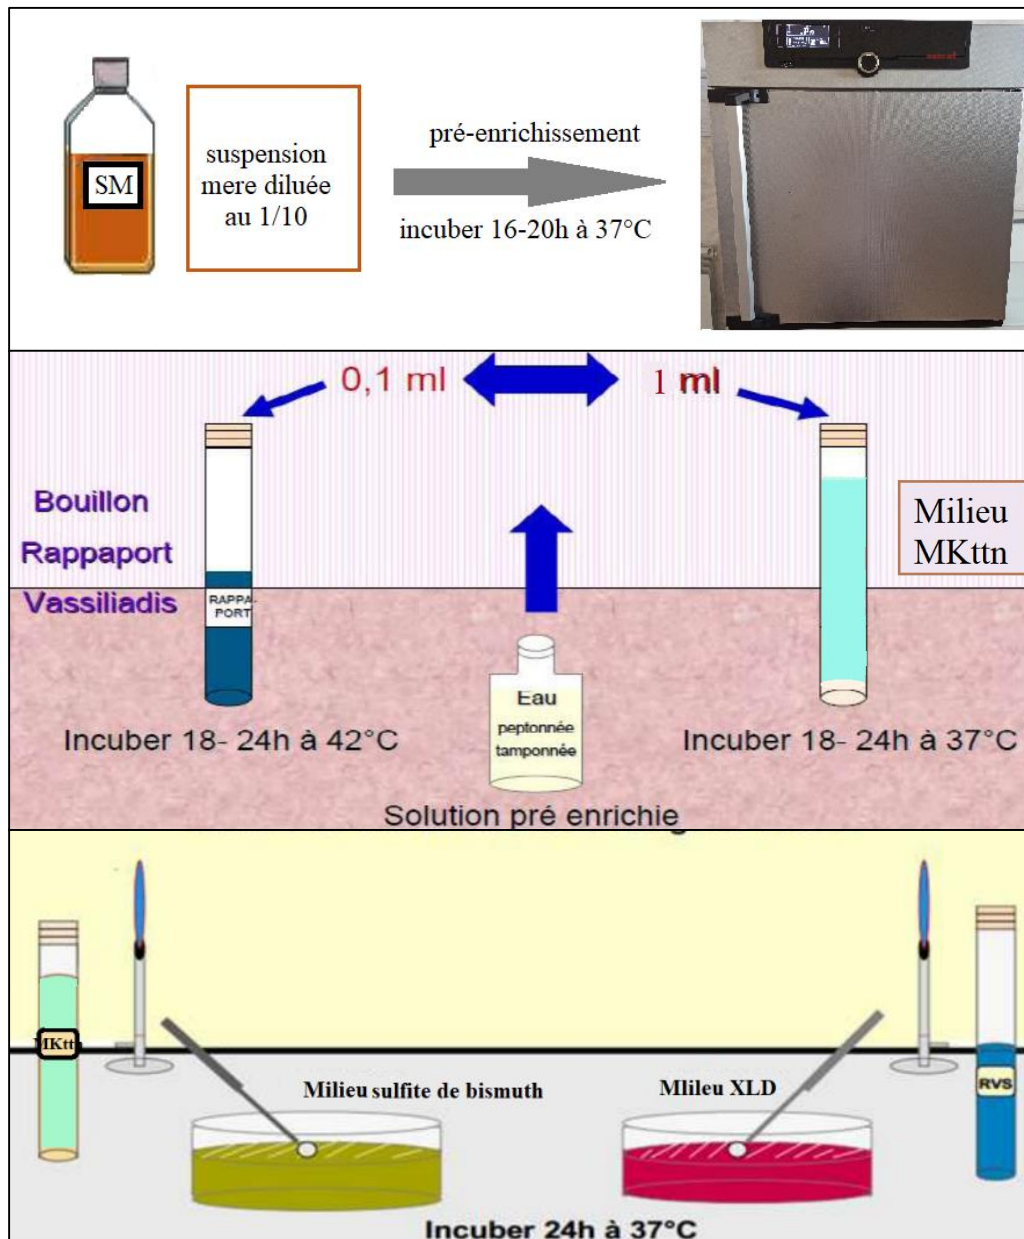 SM
suspension
mere diluée
au 1/10
pré-enrichissement
incuber 16-20h à 37°C
0,1 ml
1 ml
Bouillon
Rappaport
Vassiliadis
RAPPA-
PORT
Milieu
MKttn
Eau
peptonnée
tamponnée
Incuber 18- 24h à 42°C
Incuber 18- 24h à 37°C
Solution pré enrichie
MKttn
Milieu sulfite de bismuth
Mlileu XLD
RVS
Incuber 24h à 37°C